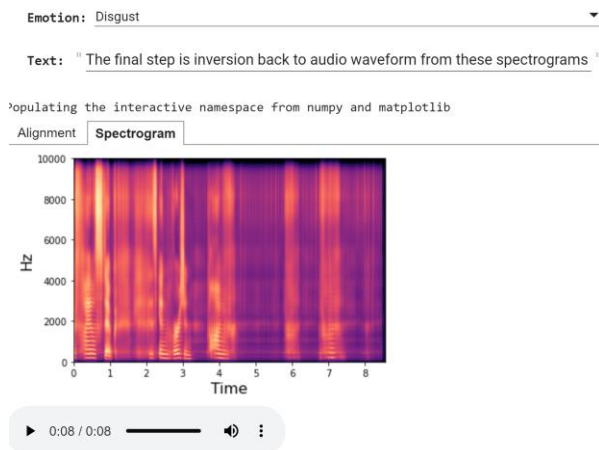 Emotion: Disgust
Text: " The final step is inversion back to audio waveform from these spectrograms "
Populating the interactive namespace from numpy and matplotlib
Alignment Spectrogram
10000
8000
6000
4000
2000
0
Hz
0 1 2 3 4 5 6 7 8
Time
0:08 / 0:08